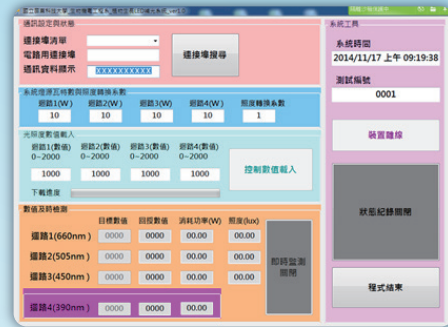 通訊設定與狀態
連接埠清單
電路用連接埠
通訊資料顯示 XXXXXXXXXX
連接埠搜尋
系統燈源瓦特數與照度轉換系數
迴路1(W) 迴路2(W) 迴路3(W) 迴路4(W) 照度轉換系數
10 10 10 10 1
光照度數值載入
迴路1(數值) 迴路2(數值) 迴路3(數值) 迴路4(數值)
0~2000 0~2000 0~2000 0~2000
1000 1000 1000 1000
控制數值載入
下載進度
數值及時檢測
目標數值 回授數值 消耗功率(W) 照度(lux)
迴路1(660nm) 0000 0000 00.00 00.00
迴路2(505nm) 0000 0000 00.00 00.00
迴路3(450nm) 0000 0000 00.00 00.00
迴路4(390nm) 0000 0000 00.00
即時監測
關閉
系統工具
系統時間
2014/11/17 上午 09:19:38
測試編號
0001
裝置離線
狀態記錄關閉
程式結束